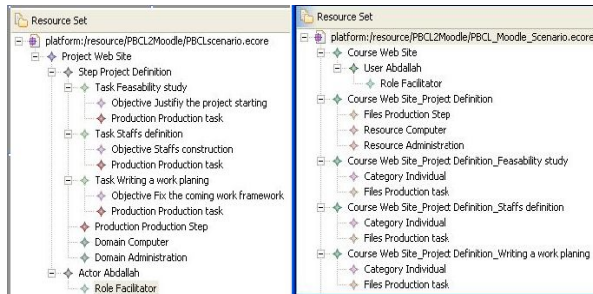 Resource Set
platform:/resource/PBCL2Moodle/PBCLscenario.ecore
Project Web Site
Step Project Definition
Task Feasability study
Objective Justifiy the project starting
Production Production task
Task Staffs definition
Objective Staffs construction
Production Production task
Task Writing a work planing
Objective Fix the coming work framework
Production Production task
Production Production Step
Domain Computer
Domain Administration
Actor Abdallah
Role Facilitator
Resource Set
platform:/resource/PBCL2Moodle/PBCL_Moodle_Scenario.ecore
Course Web Site
User Abdallah
Role Facilitator
Course Web Site_Project Definition
Files Production Step
Resource Computer
Resource Administration
Course Web Site_Project Definition_Feasability study
Category Individual
Files Production task
Course Web Site_Project Definition_Staffs definition
Category Individual
Files Production task
Course Web Site_Project Definition_Writing a work planing
Category Individual
Files Production task